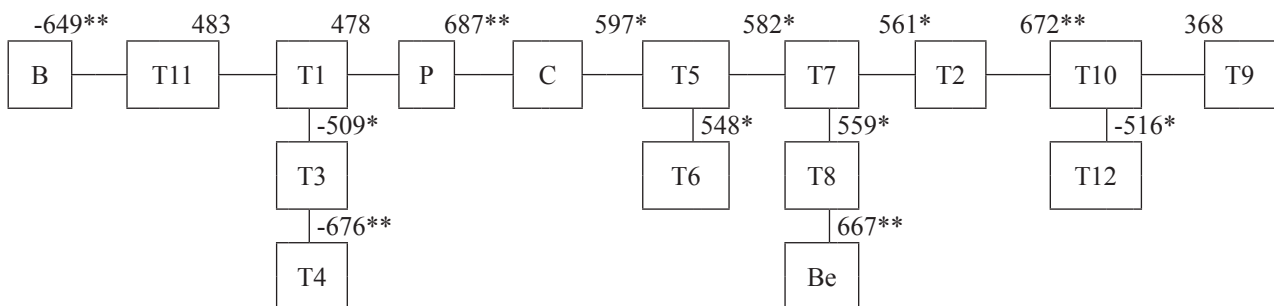 -649** 483 478 687** 597* 582* 561* 672** 368
B T11 T1 P C T5 T7 T2 T10 T9
-509* 548* 559* -516*
T3 T6 T8 T12
-676** 667**
T4 Be